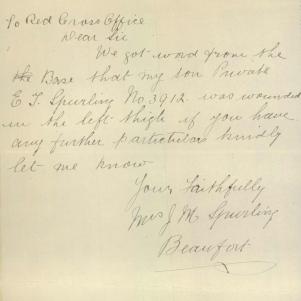 To Red Cross Office
Dear Sir
We got word from the
the Base that my son Private
E. T. Spurling No 3912 was wounded
in the left thigh if you have
any further particulars kindly
let me know
Yours Faithfully
Mrs J M Spurling
Beaufort